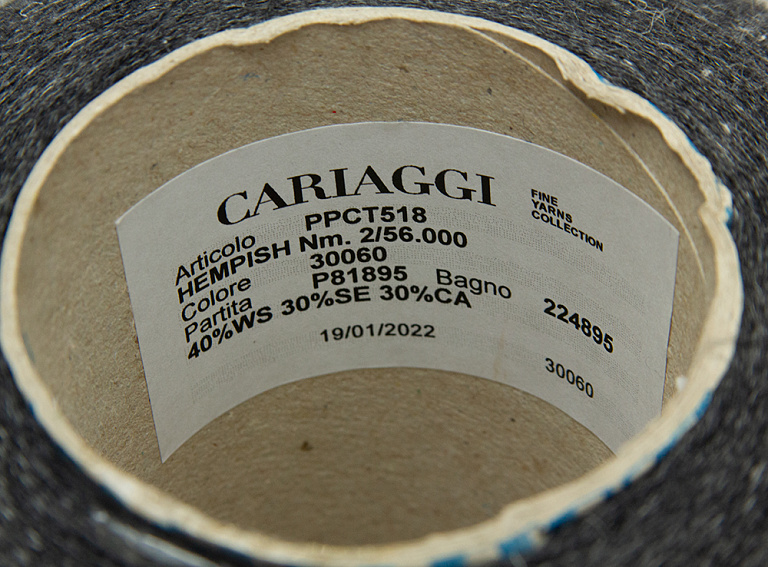 CARIAGGI
FINE
YARNS
COLLECTION
Articolo PPCT518
HEMPISH Nm. 2/56.000
Colore 30060
Partita P81895 Bagno 224895
40%WS 30%SE 30%CA
19/01/2022
30060